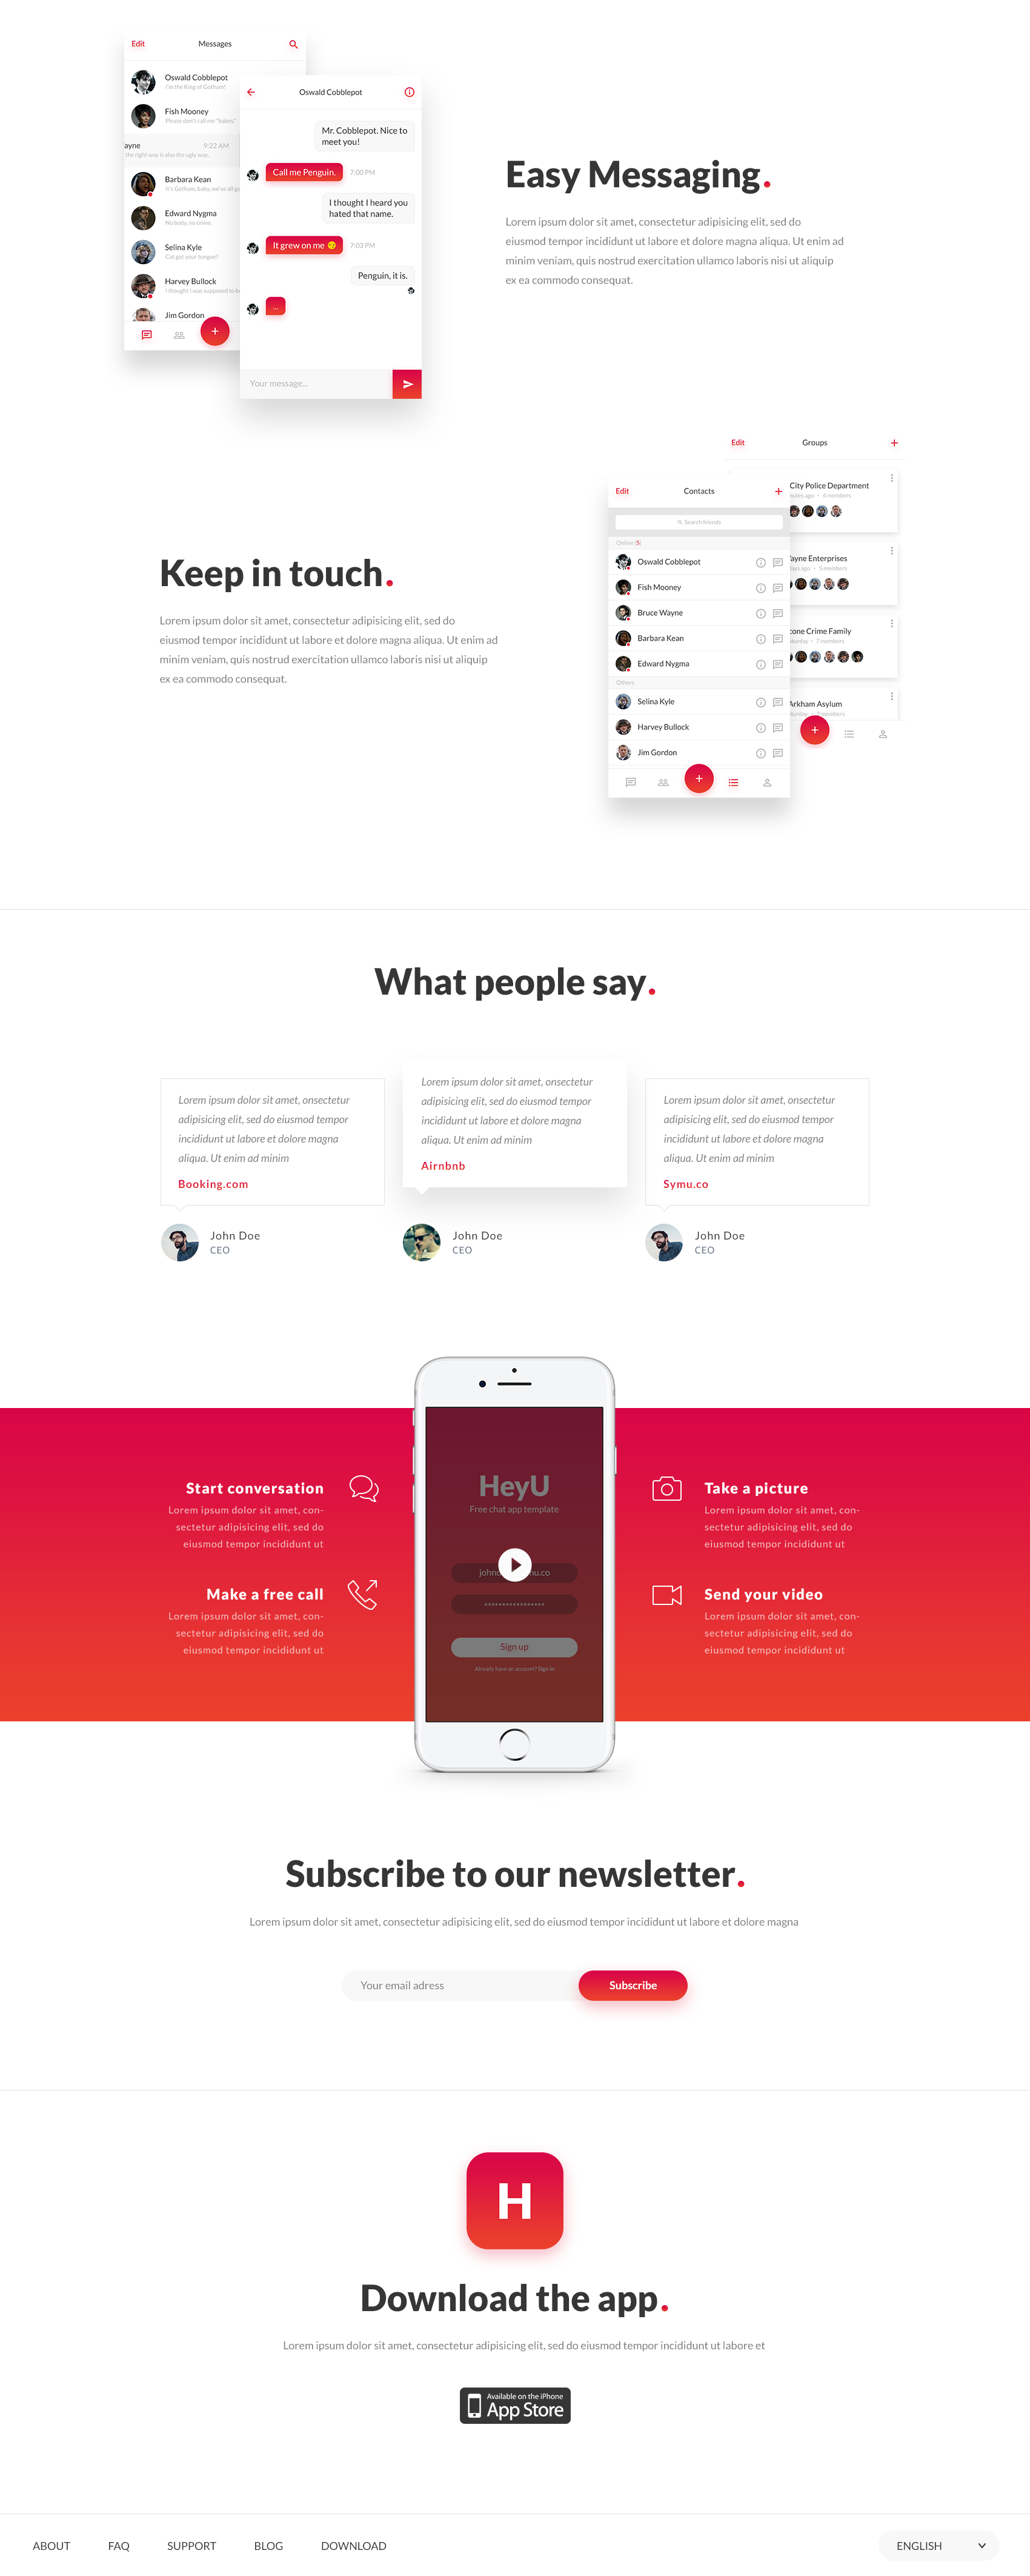 Edit
Messages
Oswald Cobblepot
I'm the King of Gotham!
Fish Mooney
Please don't call me "babes."
ayne
9:22 AM
the right way is also the ugly way..
Barbara Kean
It's Gotham, baby, we've all go
Edward Nygma
No body, no crime.
Selina Kyle
Cat got your tongue?
Harvey Bullock
I thought I was supposed to be
Jim Gordon
Oswald Cobblepot
Mr. Cobblepot. Nice to
meet you!
Call me Penguin.
7:00 PM
I thought I heard you
hated that name.
It grew on me
7:03 PM
Penguin, it is.
...
Your message...
Easy Messaging.
Lorem ipsum dolor sit amet, consectetur adipisicing elit, sed do
eiusmod tempor incididunt ut labore et dolore magna aliqua. Ut enim ad
minim veniam, quis nostrud exercitation ullamco laboris nisi ut aliquip
ex ea commodo consequat.
Keep in touch.
Lorem ipsum dolor sit amet, consectetur adipisicing elit, sed do
eiusmod tempor incididunt ut labore et dolore magna aliqua. Ut enim ad
minim veniam, quis nostrud exercitation ullamco laboris nisi ut aliquip
ex ea commodo consequat.
Edit
Groups
City Police Department
nutes ago • 4 members
ayne Enterprises
days ago • 5 members
cone Crime Family
aturday • 7 members
Arkham Asylum
Edit
Contacts
Search friends
Online (5)
Oswald Cobblepot
Fish Mooney
Bruce Wayne
Barbara Kean
Edward Nygma
Others
Selina Kyle
Harvey Bullock
Jim Gordon
What people say.
Lorem ipsum dolor sit amet, onsectetur
adipisicing elit, sed do eiusmod tempor
incididunt ut labore et dolore magna
aliqua. Ut enim ad minim
Booking.com
John Doe
CEO
Lorem ipsum dolor sit amet, onsectetur
adipisicing elit, sed do eiusmod tempor
incididunt ut labore et dolore magna
aliqua. Ut enim ad minim
Airnbnb
John Doe
CEO
Lorem ipsum dolor sit amet, onsectetur
adipisicing elit, sed do eiusmod tempor
incididunt ut labore et dolore magna
aliqua. Ut enim ad minim
Symu.co
John Doe
CEO
Start conversation
Lorem ipsum dolor sit amet, con-
sectetur adipisicing elit, sed do
eiusmod tempor incididunt ut
Make a free call
Lorem ipsum dolor sit amet, con-
sectetur adipisicing elit, sed do
eiusmod tempor incididunt ut
HeyU
Free chat app template
Sign up
Already have an account? Sign in
Take a picture
Lorem ipsum dolor sit amet, con-
sectetur adipisicing elit, sed do
eiusmod tempor incididunt ut
Send your video
Lorem ipsum dolor sit amet, con-
sectetur adipisicing elit, sed do
eiusmod tempor incididunt ut
Subscribe to our newsletter.
Lorem ipsum dolor sit amet, consectetur adipisicing elit, sed do eiusmod tempor incididunt ut labore et dolore magna
Your email adress
Subscribe
H
Download the app.
Lorem ipsum dolor sit amet, consectetur adipisicing elit, sed do eiusmod tempor incididunt ut labore et
Available on the iPhone
App Store
ABOUT
FAQ
SUPPORT
BLOG
DOWNLOAD
ENGLISH